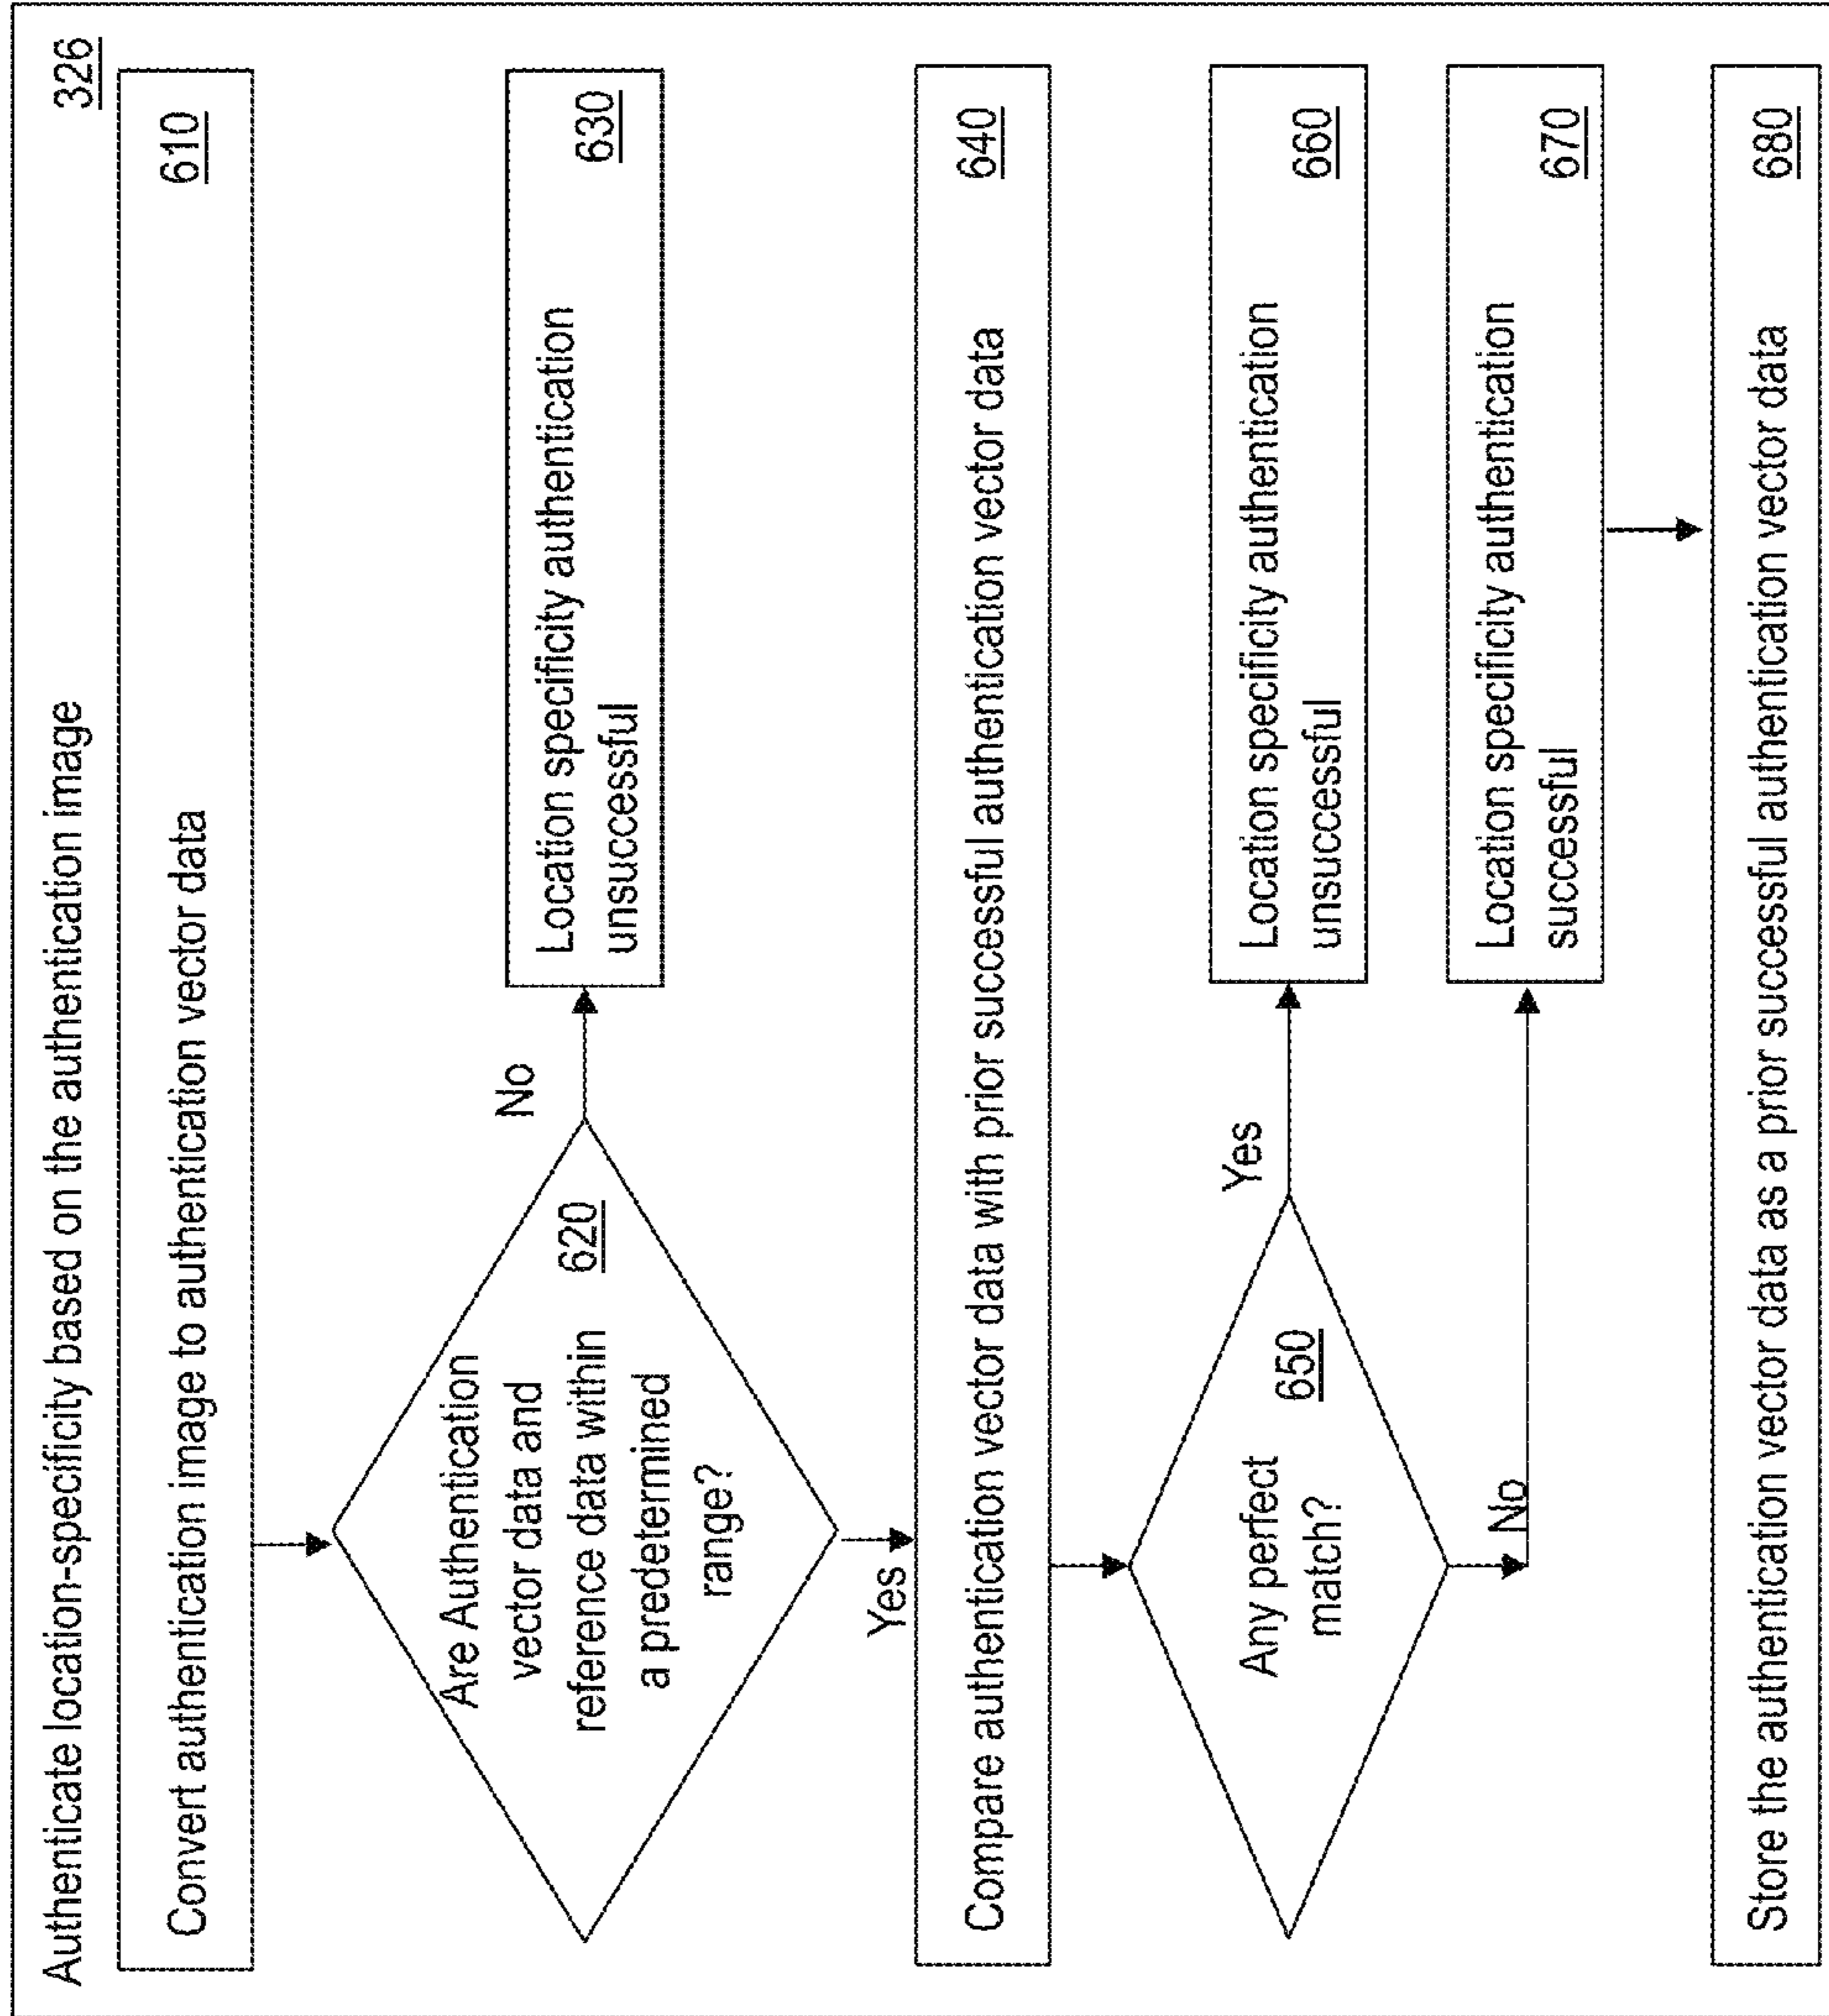 Authenticate location-specificity based on the authentication image 326
Convert authentication image to authentication vector data 610
Are Authentication
vector data and
reference data within 620
a predetermined
range?
No
Location specificity authentication
unsuccessful 630
Yes
Compare authentication vector data with prior successful authentication vector data 640
Any perfect 650
match?
Yes
Location specificity authentication
unsuccessful 660
No
Location specificity authentication
successful 670
Store the authentication vector data as a prior successful authentication vector data 680